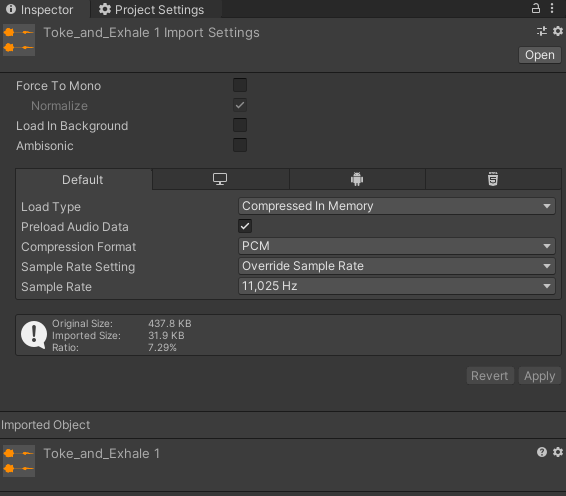 Inspector Project Settings
Toke_and_Exhale 1 Import Settings
Open
Force To Mono
Normalize
Load In Background
Ambisonic
Default
Load Type Compressed In Memory
Preload Audio Data
Compression Format PCM
Sample Rate Setting Override Sample Rate
Sample Rate 11,025 Hz
Original Size: 437.8 KB
Imported Size: 31.9 KB
Ratio: 7.29%
Revert Apply
Imported Object
Toke_and_Exhale 1